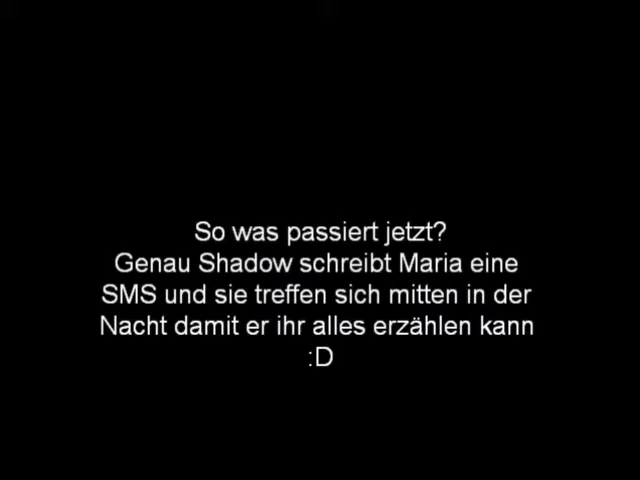 So was passiert jetzt?
Genau Shadow schreibt Maria eine
SMS und sie treffen sich mitten in der
Nacht damit er ihr alles erzählen kann
:D